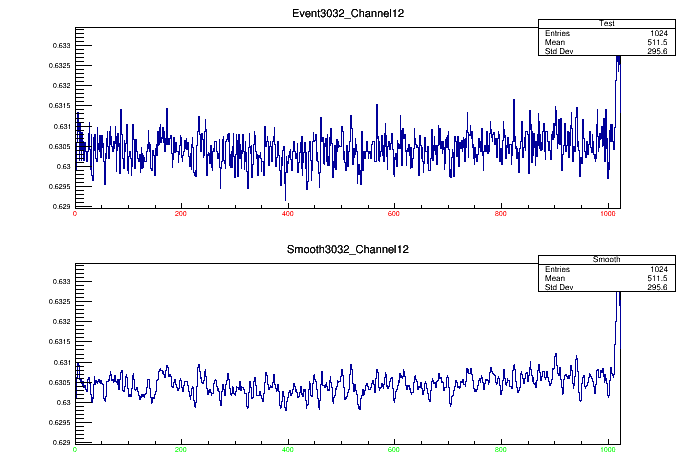 Event3032_Channel12
Test
Entries 1024
Mean 511.5
Std Dev 295.6
0.633
0.6325
0.632
0.6315
0.631
0.6305
0.63
0.6295
0.629
0 200 400 600 800 1000
Smooth3032_Channel12
Smooth
Entries 1024
Mean 511.5
Std Dev 295.6
0.633
0.6325
0.632
0.6315
0.631
0.6305
0.63
0.6295
0.629
0 200 400 600 800 1000